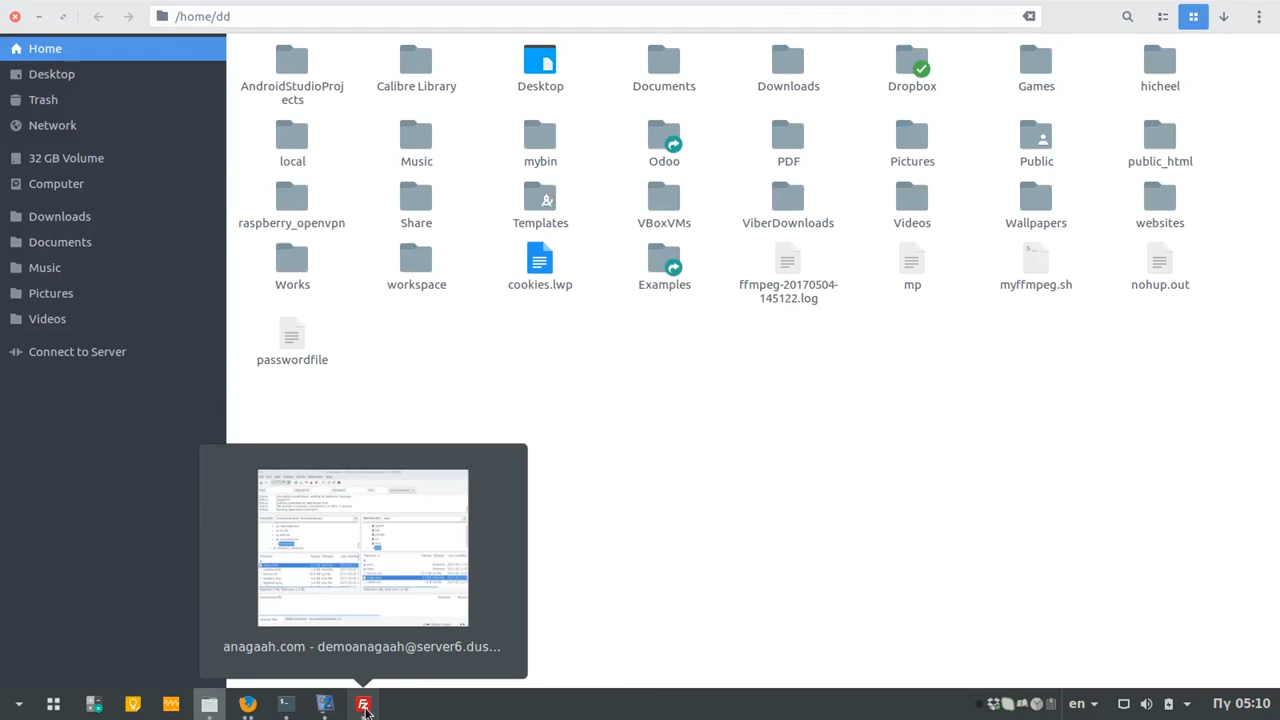 /home/dd
Home
Desktop
Trash
Network
32 GB Volume
Computer
Downloads
Documents
Music
Pictures
Videos
Connect to Server
AndroidStudioProj
ects
Calibre Library
Desktop
Documents
Downloads
Dropbox
Games
hicheel
local
Music
mybin
Odoo
PDF
Pictures
Public
public_html
raspberry_openvpn
Share
Templates
VBoxVMs
ViberDownloads
Videos
Wallpapers
websites
Works
workspace
cookies.lwp
Examples
ffmpeg-20170504-
145122.log
mp
myffmpeg.sh
nohup.out
passwordfile
anagaah.com - demoanagaah@server6.dus...
en
Пү 05:10